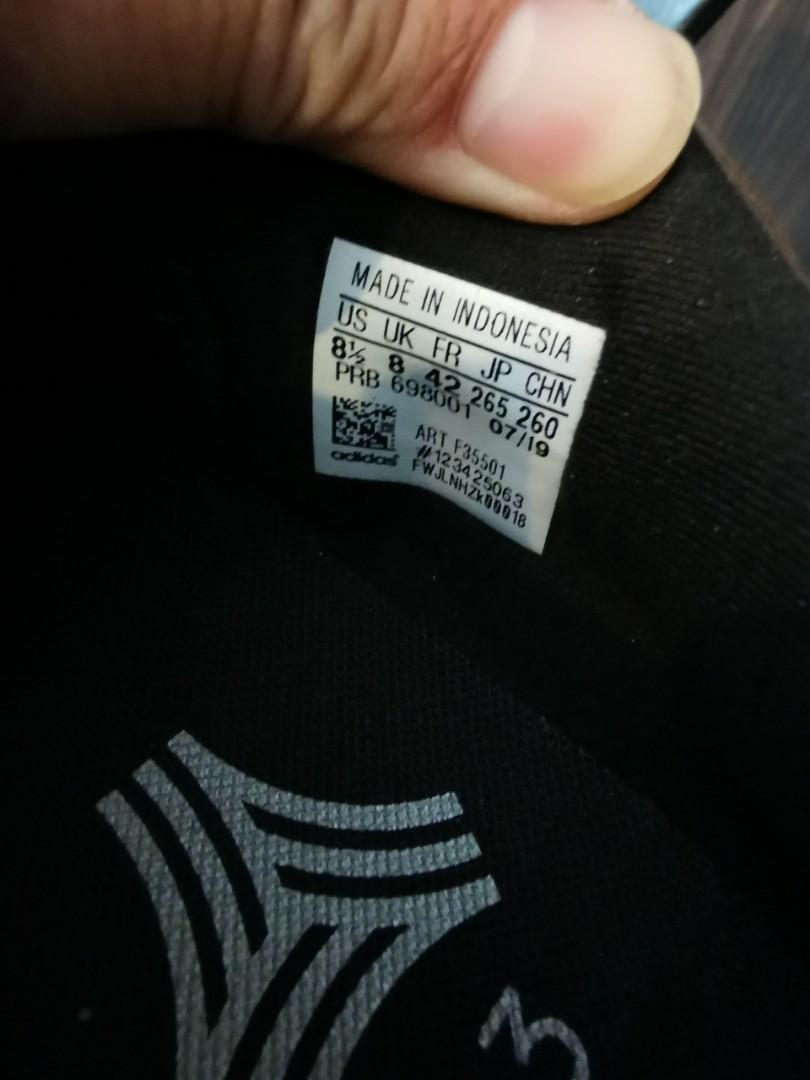 MADE IN INDONESIA
US UK FR JP CHN
8½ 8 42 265 260
PRB 698001 07/19
ART F35501
#123425063
FWJLNHZK00018
adidas
3